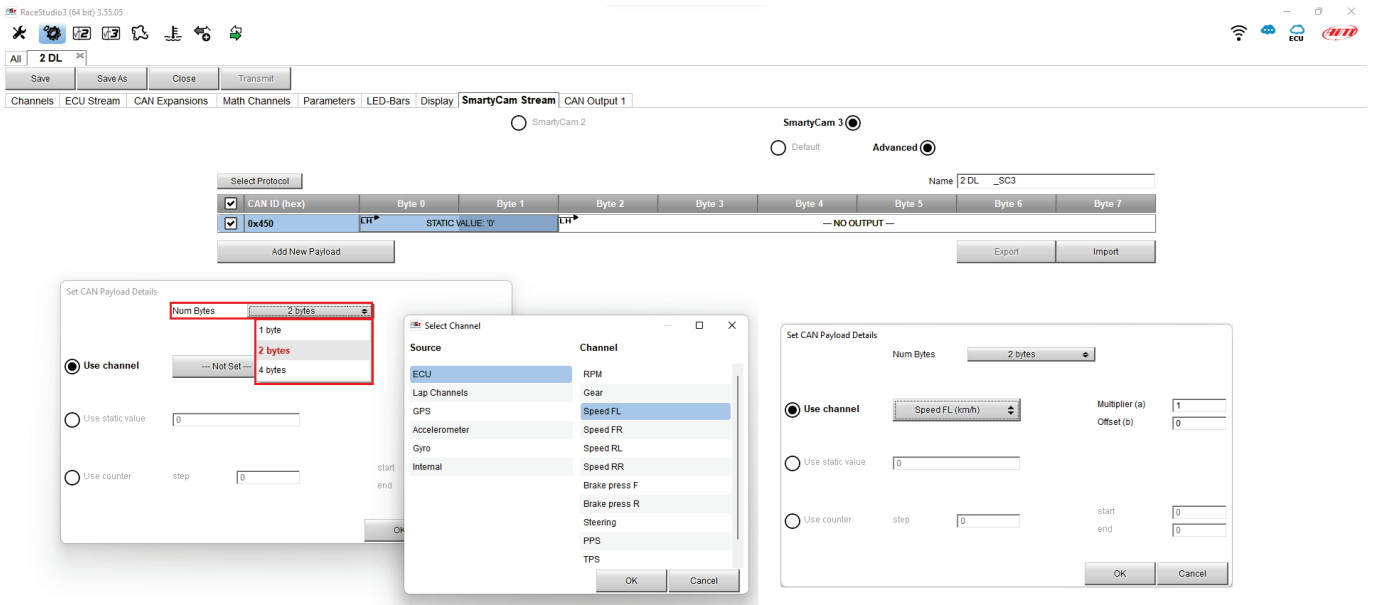 RaceStudio3 (64 bit) 3.55.05
ECU
AiM
All 2 DL
Save Save As Close Transmit
Channels ECU Stream CAN Expansions Math Channels Parameters LED-Bars Display SmartyCam Stream CAN Output 1
SmartyCam 2 SmartyCam 3
Default Advanced
Select Protocol Name 2 DL _SC3
CAN ID (hex) Byte 0 Byte 1 Byte 2 Byte 3 Byte 4 Byte 5 Byte 6 Byte 7
0x450 LH STATIC VALUE: '0' LH --- NO OUTPUT ---
Add New Payload Export Import
Set CAN Payload Details
Num Bytes 2 bytes
1 byte
2 bytes
4 bytes
Use channel --- Not Set ---
Use static value 0
Use counter step 0 start
end
OK
Select Channel
Source Channel
ECU RPM
Lap Channels Gear
GPS Speed FL
Accelerometer Speed FR
Gyro Speed RL
Internal Speed RR
Brake press F
Brake press R
Steering
PPS
TPS
OK Cancel
Set CAN Payload Details
Num Bytes 2 bytes
Use channel Speed FL (km/h) Multiplier (a) 1
Offset (b) 0
Use static value 0
Use counter step 0 start 0
end 0
OK Cancel